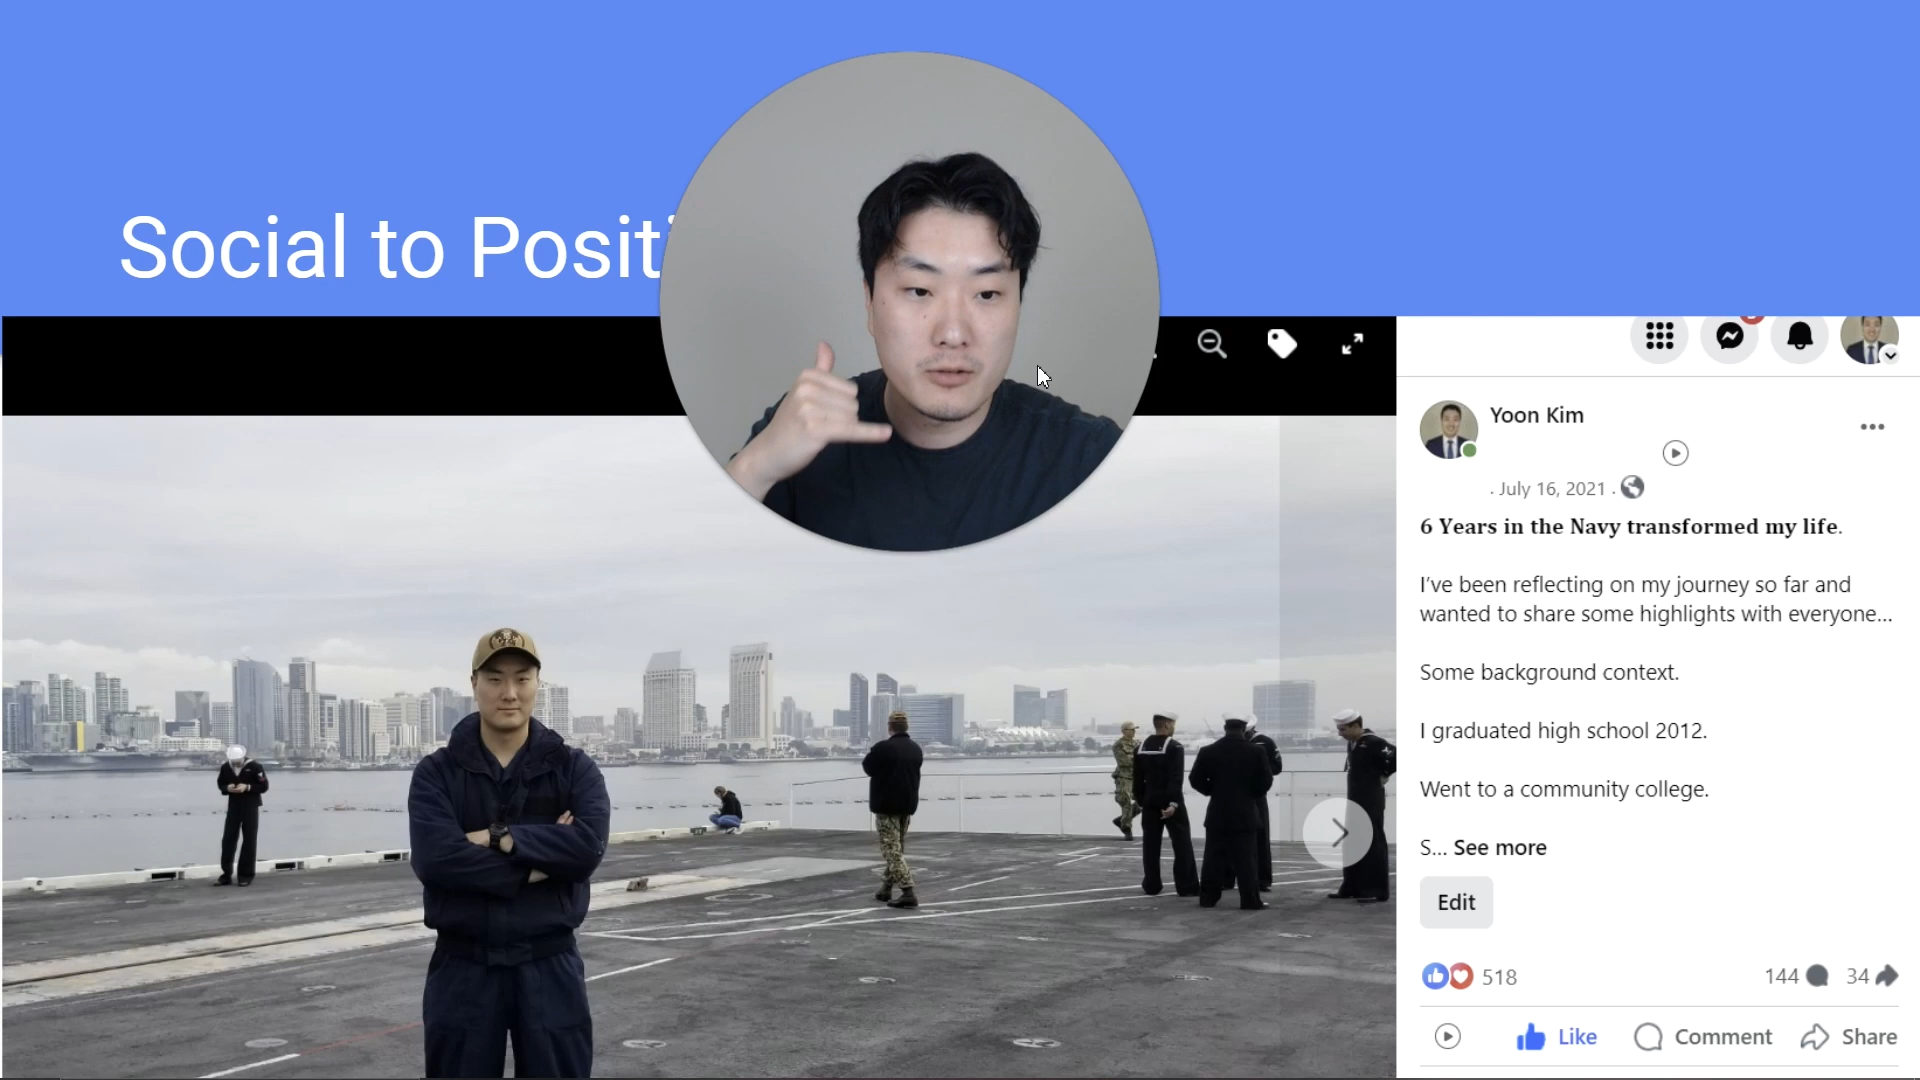 Social to Positi
Yoon Kim
. July 16, 2021 .
6 Years in the Navy transformed my life.
I've been reflecting on my journey so far and
wanted to share some highlights with everyone...
Some background context.
I graduated high school 2012.
Went to a community college.
S... See more
Edit
518
144
34
Like
Comment
Share